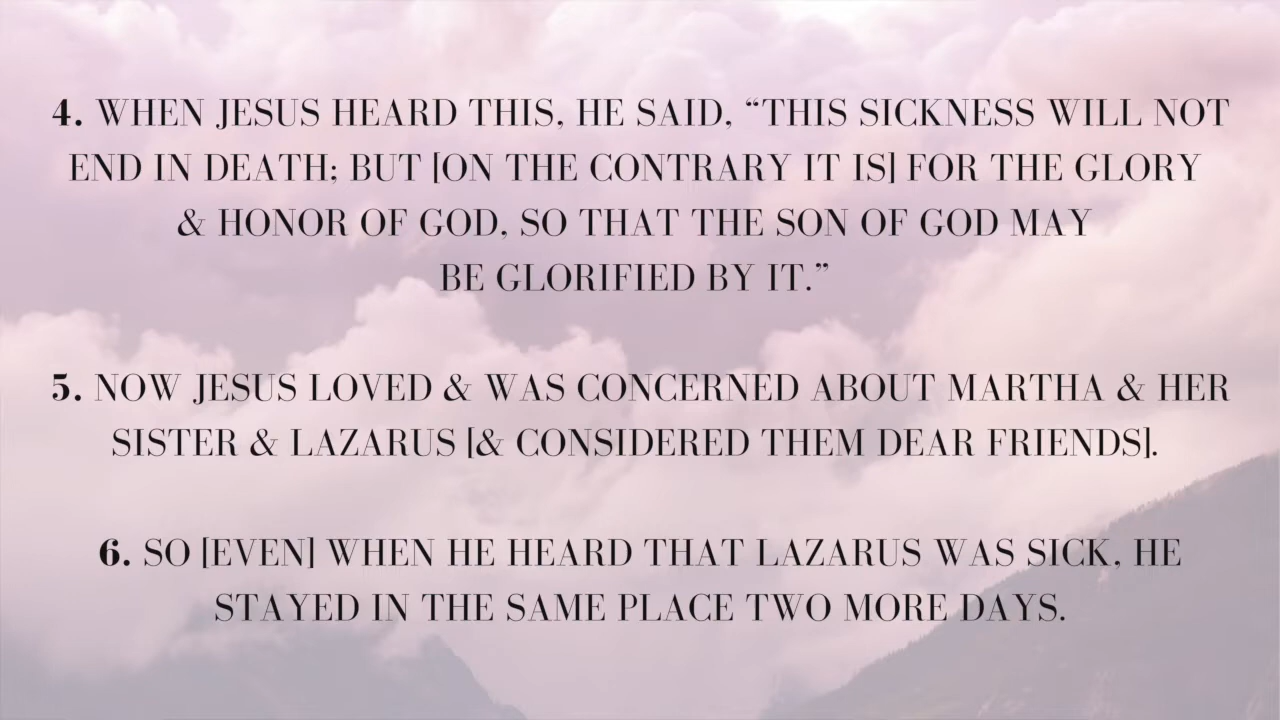 4. WHEN JESUS HEARD THIS, HE SAID, “THIS SICKNESS WILL NOT
END IN DEATH; BUT [ON THE CONTRARY IT IS] FOR THE GLORY
& HONOR OF GOD, SO THAT THE SON OF GOD MAY
BE GLORIFIED BY IT.”
5. NOW JESUS LOVED & WAS CONCERNED ABOUT MARTHA & HER
SISTER & LAZARUS [& CONSIDERED THEM DEAR FRIENDS].
6. SO [EVEN] WHEN HE HEARD THAT LAZARUS WAS SICK, HE
STAYED IN THE SAME PLACE TWO MORE DAYS.